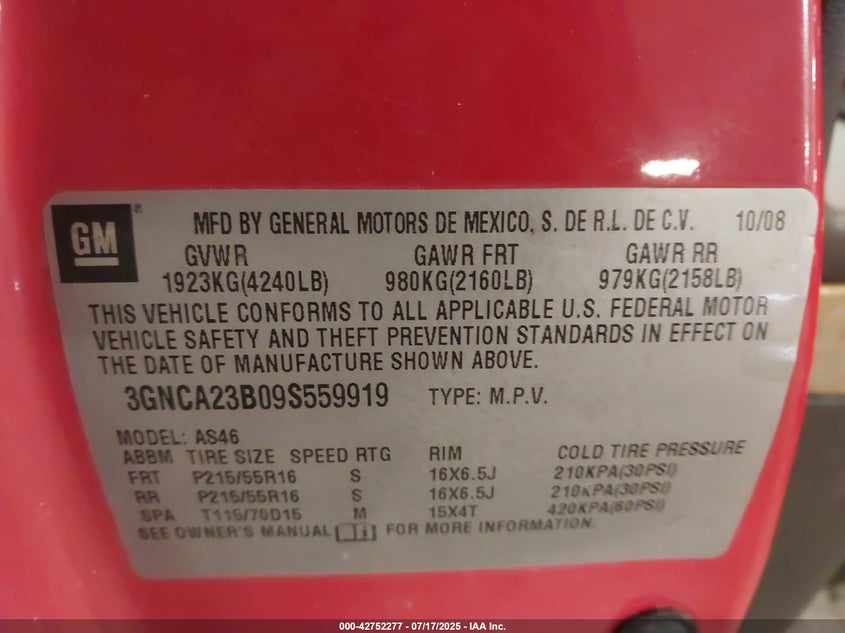 GM ® MFD BY GENERAL MOTORS DE MEXICO, S. DE R.L. DE C.V. 10/08
GVWR GAWR FRT GAWR RR
1923KG(4240LB) 980KG(2160LB) 979KG(2158LB)
THIS VEHICLE CONFORMS TO ALL APPLICABLE U.S. FEDERAL MOTOR
VEHICLE SAFETY AND THEFT PREVENTION STANDARDS IN EFFECT ON
THE DATE OF MANUFACTURE SHOWN ABOVE.
3GNCA23B09S559919 TYPE: M.P.V.
MODEL: AS46
ABBM TIRE SIZE SPEED RTG RIM COLD TIRE PRESSURE
FRT P215/55R16 S 16X6.5J 210KPA(30PSI)
RR P215/55R16 S 16X6.5J 210KPA(30PSI)
SPA T115/70D15 M 15X4T 420KPA(60PSI)
SEE OWNER'S MANUAL FOR MORE INFORMATION.
000-42752277 - 07/17/2025 - IAA Inc.